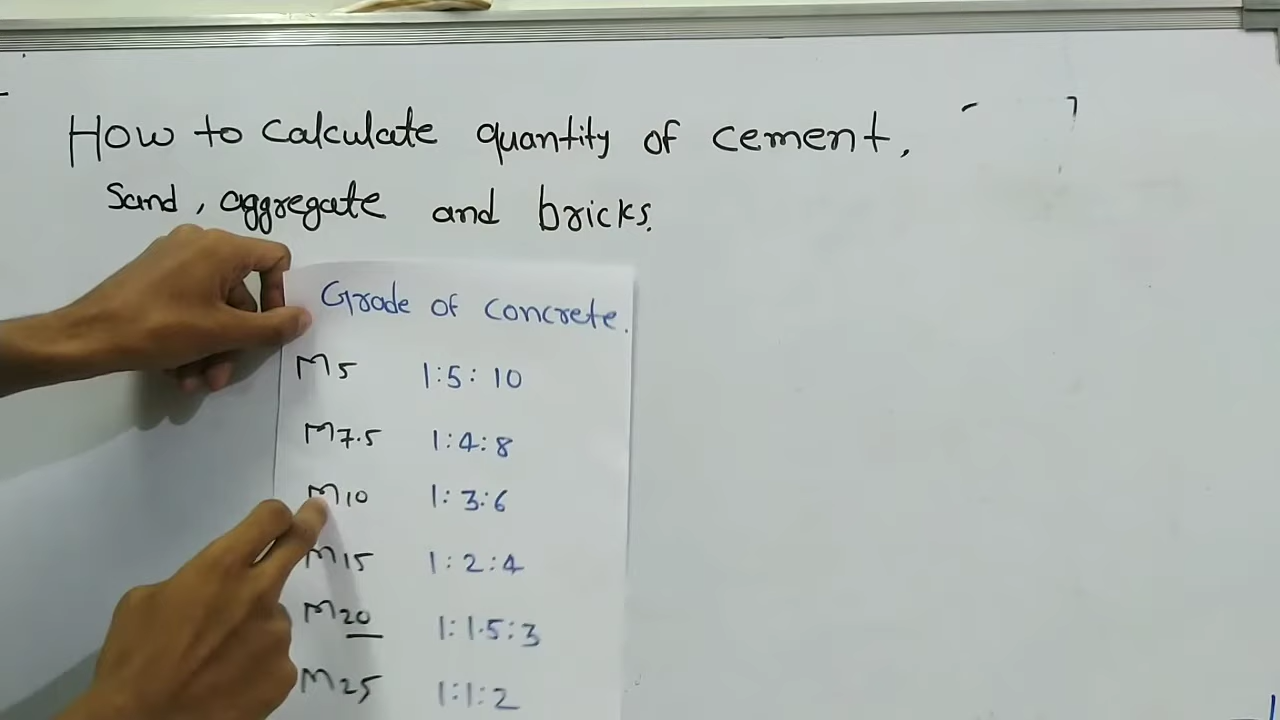 How to calculate quantity of cement,
Sand, aggregate and bricks.
Grade of concrete.
M5 1:5:10
M7.5 1:4:8
M10 1:3:6
M15 1:2:4
M20 1:1.5:3
M25 1:1:2